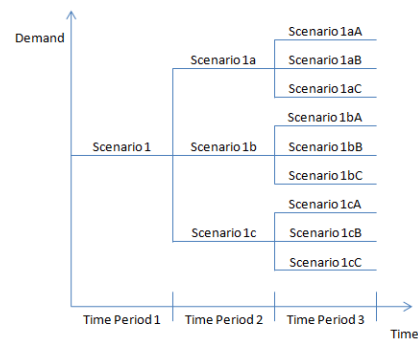 Demand
Scenario 1aA
Scenario 1a
Scenario 1aB
Scenario 1aC
Scenario 1bA
Scenario 1
Scenario 1b
Scenario 1bB
Scenario 1bC
Scenario 1cA
Scenario 1c
Scenario 1cB
Scenario 1cC
Time Period 1
Time Period 2
Time Period 3
Time